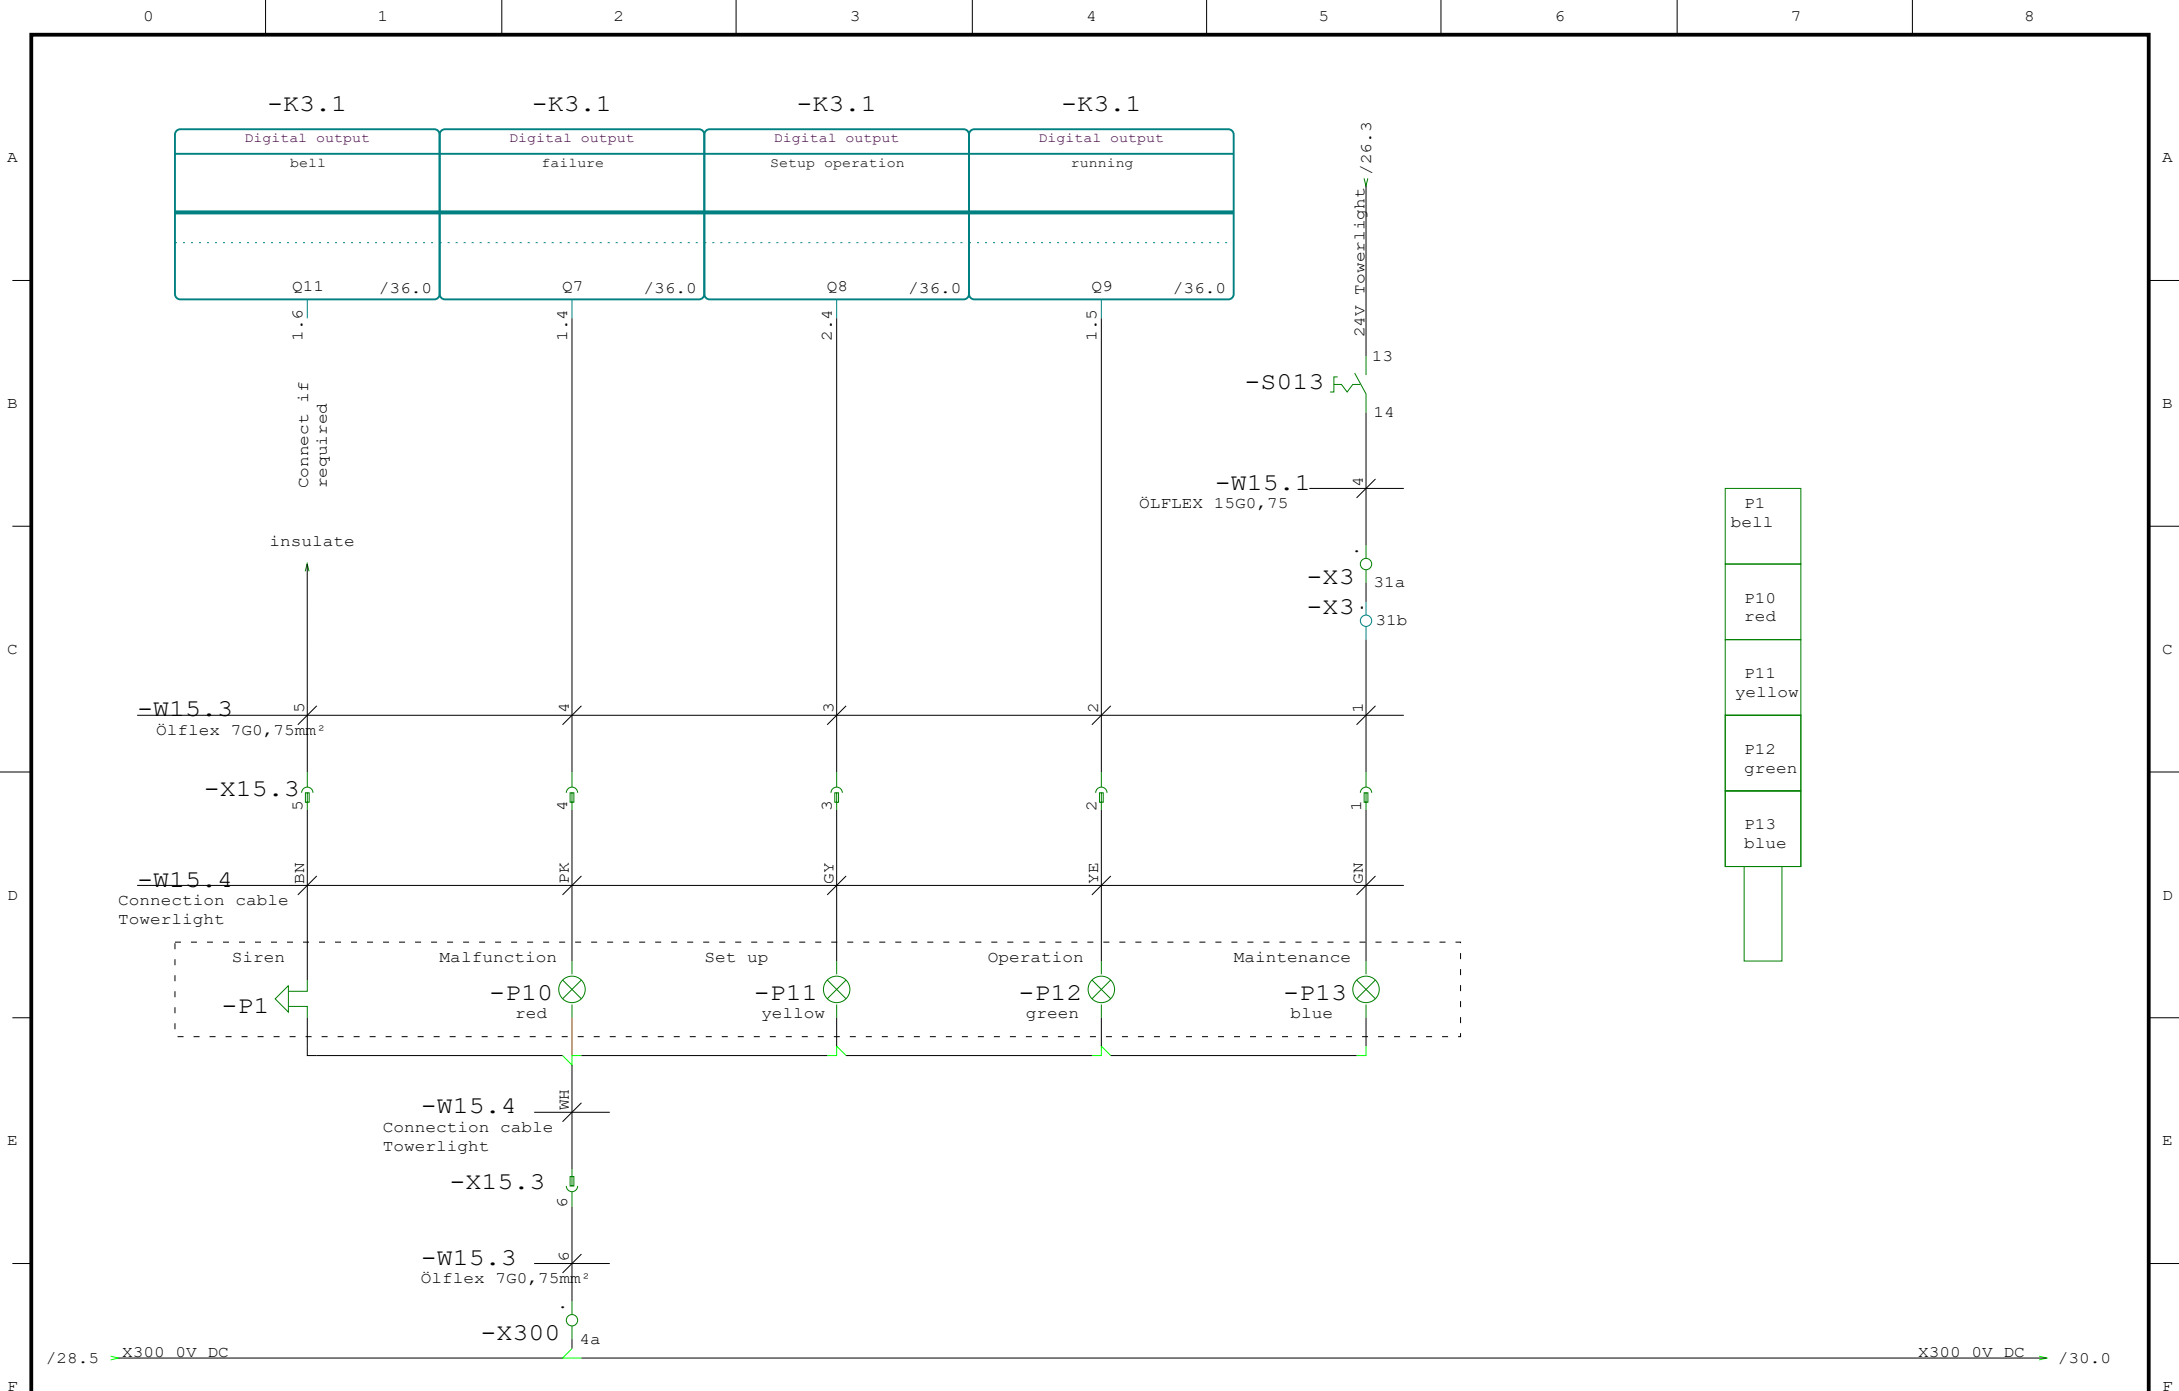 0 1 2 3 4 5 6 7 8
A A
B B
C C
D D
E E
F F
-K3.1 -K3.1 -K3.1 -K3.1
Digital output Digital output Digital output Digital output
bell failure Setup operation running
Q11 /36.0 Q7 /36.0 Q8 /36.0 Q9 /36.0
1.6 1.4 2.4 1.5
/26.3
24V Towerlight
13
-S013
14
Connect if
required
-W15.1 4
ÖLFLEX 15G0,75
insulate
-X3 31a
-X3 31b
-W15.3 5 4 3 2 1
Ölflex 7G0,75mm²
-X15.3
5 4 3 2 1
-W15.4 BN PK GY YE GN
Connection cable
Towerlight
Siren Malfunction Set up Operation Maintenance
-P1 -P10 -P11 -P12 -P13
red yellow green blue
-W15.4 WH
Connection cable
Towerlight
-X15.3
6
-W15.3 6
Ölflex 7G0,75mm²
-X300 4a
/28.5 X300 0V DC X300 0V DC /30.0
P1
bell
P10
red
P11
yellow
P12
green
P13
blue